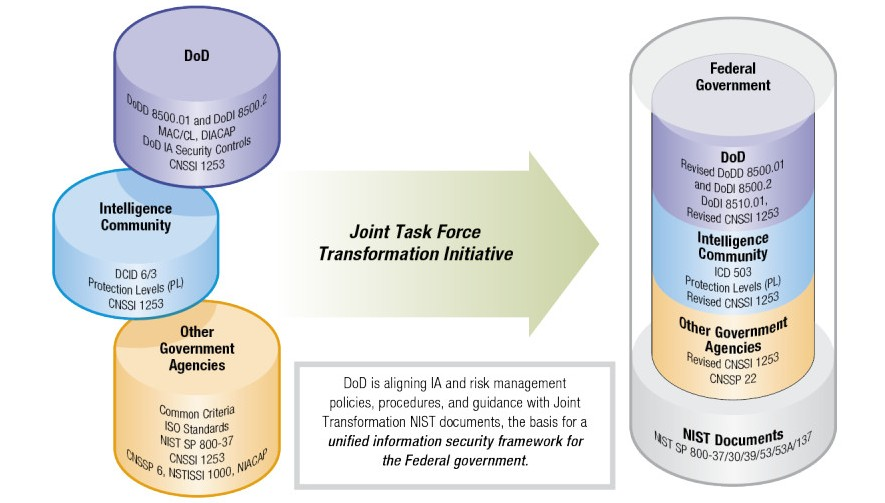 DoD
DoDD 8500.01 and DoDI 8500.2
MAC/CL, DIACAP
DoD IA Security Controls
CNSSI 1253
Intelligence
Community
DCID 6/3
Protection Levels (PL)
CNSSI 1253
Other
Government
Agencies
Common Criteria
ISO Standards
NIST SP 800-37
CNSSI 1253
CNSSP 6, NSTISSI 1000, NIACAP
Joint Task Force
Transformation Initiative
DoD is aligning IA and risk management
policies, procedures, and guidance with Joint
Transformation NIST documents, the basis for a
unified information security framework for
the Federal government.
Federal
Government
DoD
Revised DoDD 8500.01
and DoDI 8500.2
DoDI 8510.01,
Revised CNSSI 1253
Intelligence
Community
ICD 503
Protection Levels (PL)
Revised CNSSI 1253
Other Government
Agencies
Revised CNSSI 1253
CNSSP 22
NIST Documents
NIST SP 800-37/30/39/53/53A/137